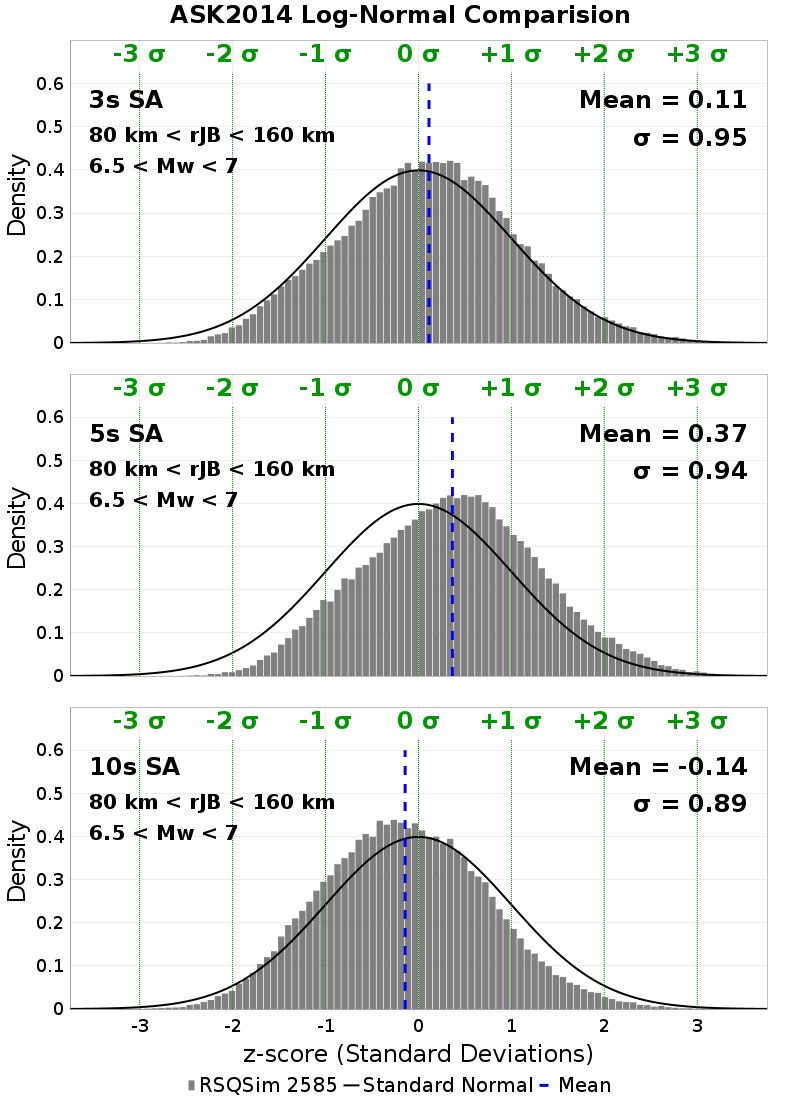 ASK2014 Log-Normal Comparision
-3 σ -2 σ -1 σ 0 σ +1 σ +2 σ +3 σ
0.6
3s SA Mean = 0.11
0.5
80 km < rJB < 160 km σ = 0.95
6.5 < Mw < 7
0.4
0.3
0.2
0.1
0
Density
-3 σ -2 σ -1 σ 0 σ +1 σ +2 σ +3 σ
0.6
5s SA Mean = 0.37
0.5
80 km < rJB < 160 km σ = 0.94
6.5 < Mw < 7
0.4
0.3
0.2
0.1
0
Density
-3 σ -2 σ -1 σ 0 σ +1 σ +2 σ +3 σ
0.6
10s SA Mean = -0.14
0.5
80 km < rJB < 160 km σ = 0.89
6.5 < Mw < 7
0.4
0.3
0.2
0.1
0
Density
-3 -2 -1 0 1 2 3
z-score (Standard Deviations)
RSQSim 2585 Standard Normal Mean